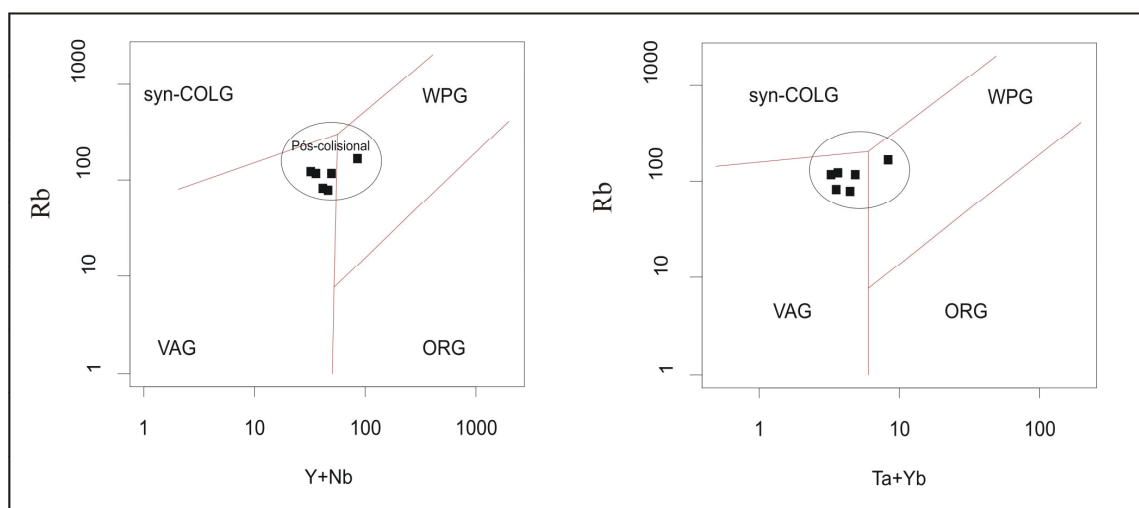 1000
100
10
1
Rb
syn-COLG
WPG
Pós-colisional
VAG
ORG
1 10 100 1000
Y+Nb
1000
100
10
1
Rb
syn-COLG
WPG
VAG
ORG
1 10 100
Ta+Yb